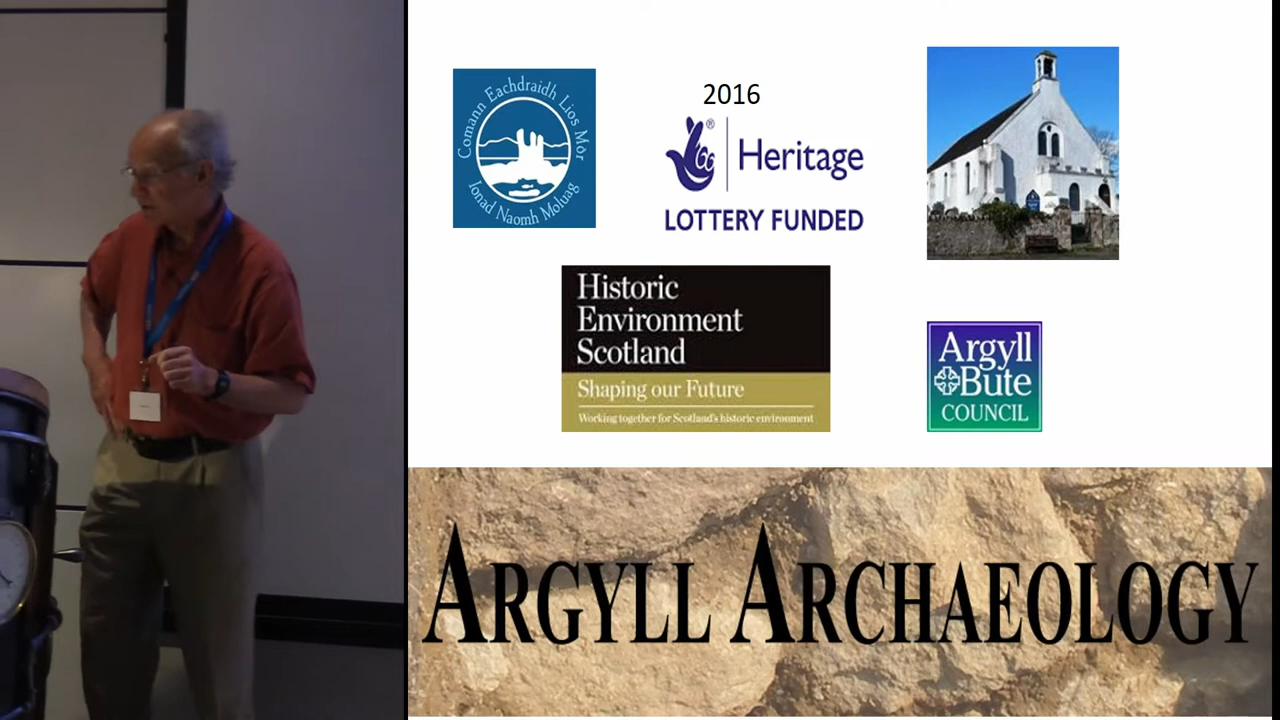 Comann Eachdraidh Lios Mòr
Ionad Naomh Moluag
2016
®
Heritage
LOTTERY FUNDED
Historic
Environment
Scotland
Shaping our Future
Working together for Scotland's historic environment
Argyll
Bute
COUNCIL
ARGYLL ARCHAEOLOGY